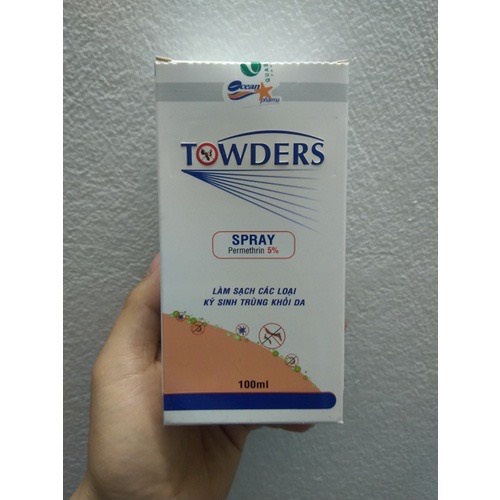 Ocean
pharma
TOWDERS
SPRAY
Permethrin 5%
LÀM SẠCH CÁC LOẠI
KÝ SINH TRÙNG KHỎI DA
100ml